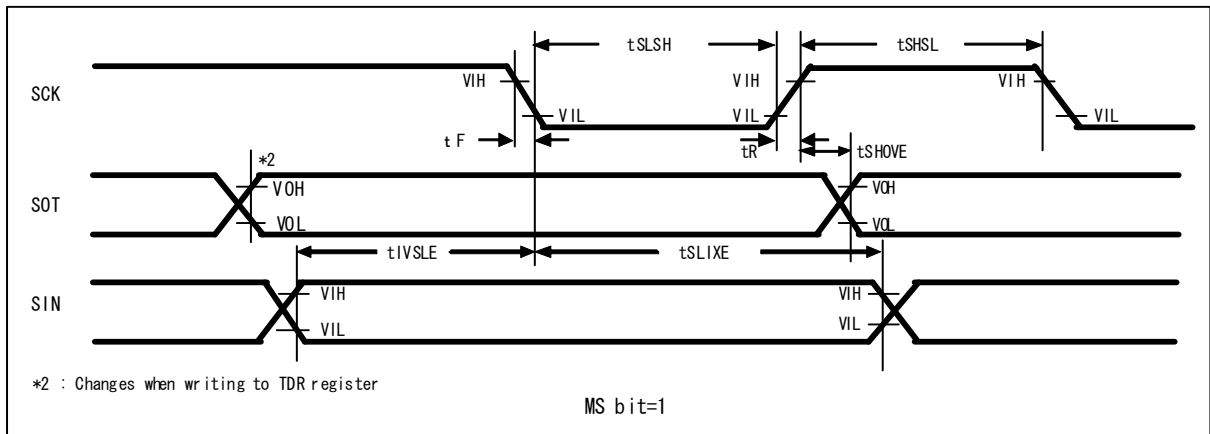 tSLSH
tSHSL
SCK
VIH
VIL
VIH
VIL
VIH
VIL
tF
tR
tSHOVE
*2
SOT
VOH
VOL
VOH
VOL
tIVSLE
tSLIXE
SIN
VIH
VIL
VIH
VIL
*2 : Changes when writing to TDR register
MS bit=1